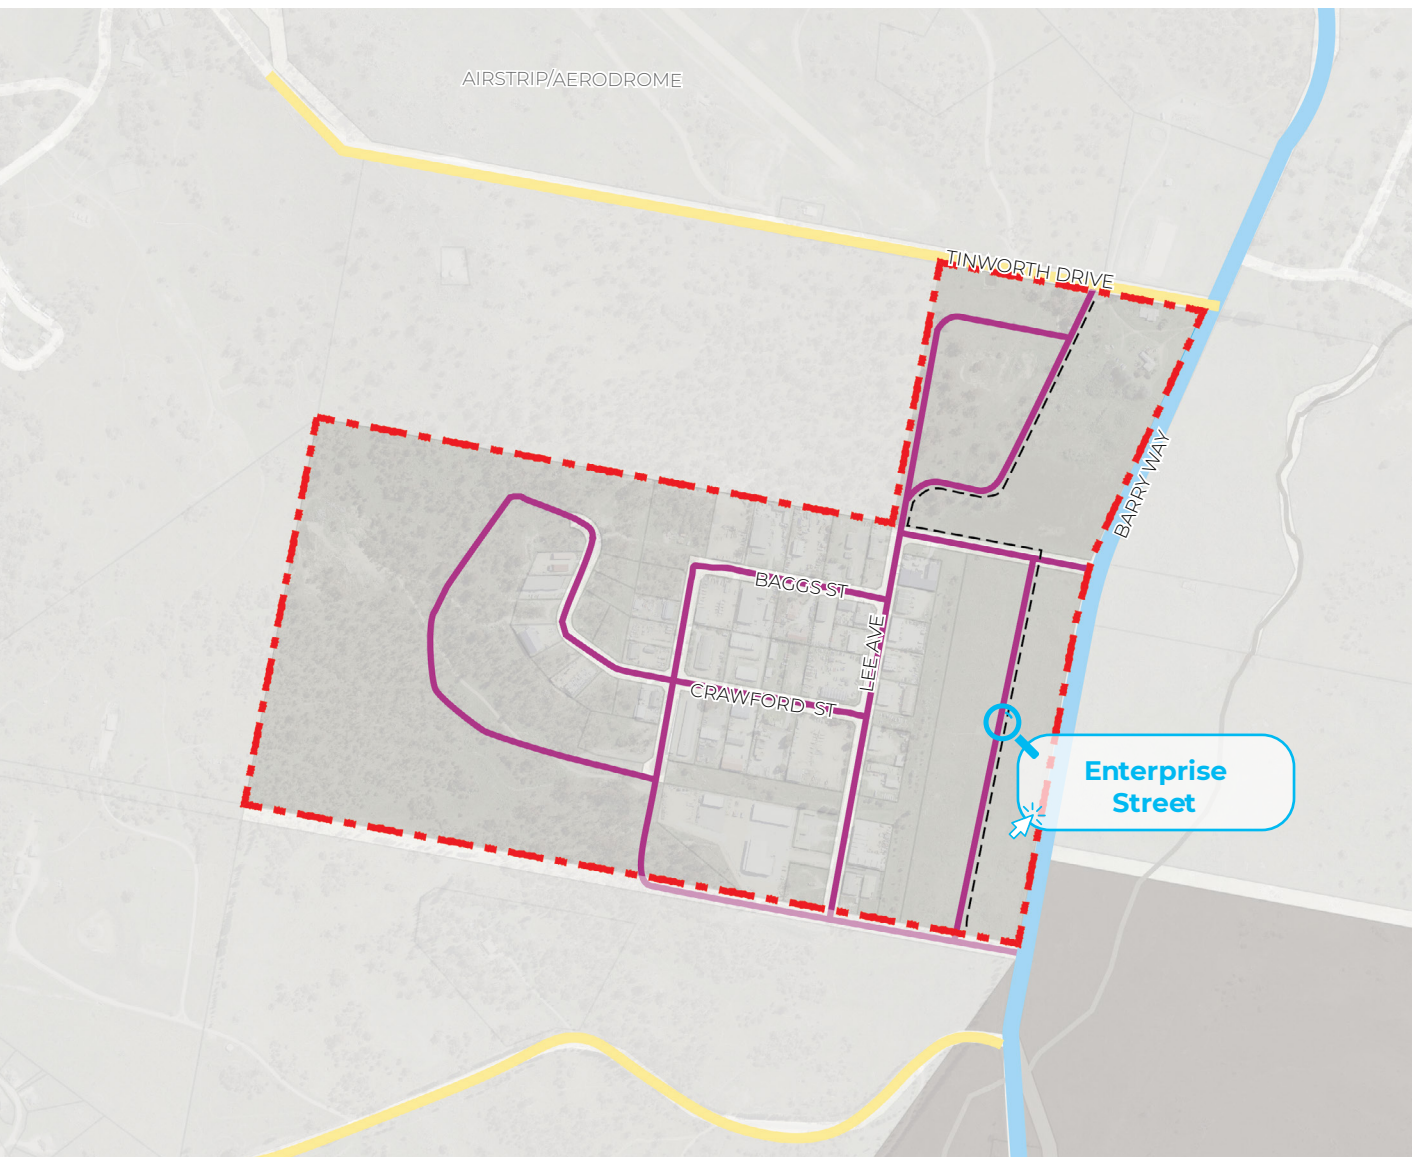 AIRSTRIP/AERODROME
TINWORTH DRIVE
BARRY WAY
BAGGS ST
LEE AVE
CRAWFORD ST
Enterprise
Street